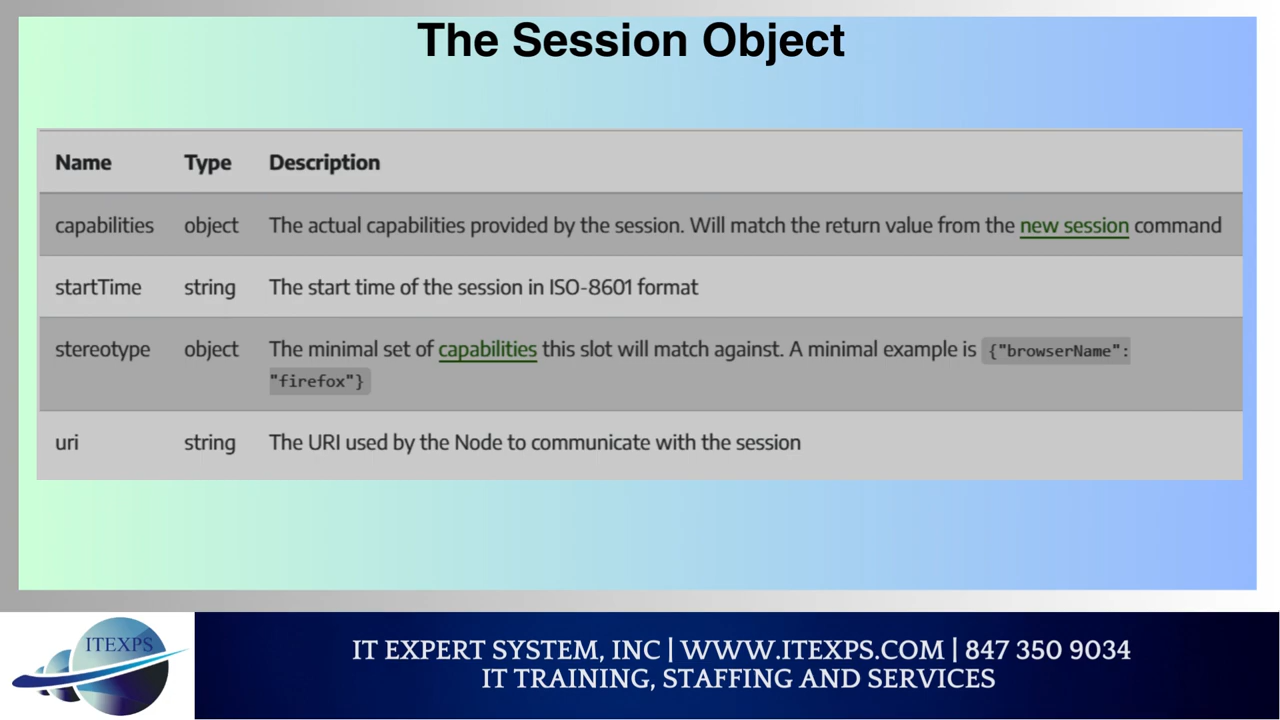 The Session Object
Name Type Description
capabilities object The actual capabilities provided by the session. Will match the return value from the new session command
startTime string The start time of the session in ISO-8601 format
stereotype object The minimal set of capabilities this slot will match against. A minimal example is {"browserName":
"firefox"}
uri string The URI used by the Node to communicate with the session
ITEXPS
IT EXPERT SYSTEM, INC | WWW.ITEXPS.COM | 847 350 9034
IT TRAINING, STAFFING AND SERVICES